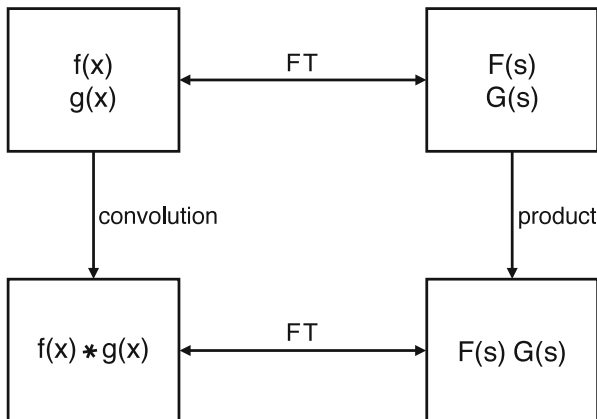 f(x)
g(x)
FT
F(s)
G(s)
convolution
product
f(x) * g(x)
FT
F(s) G(s)